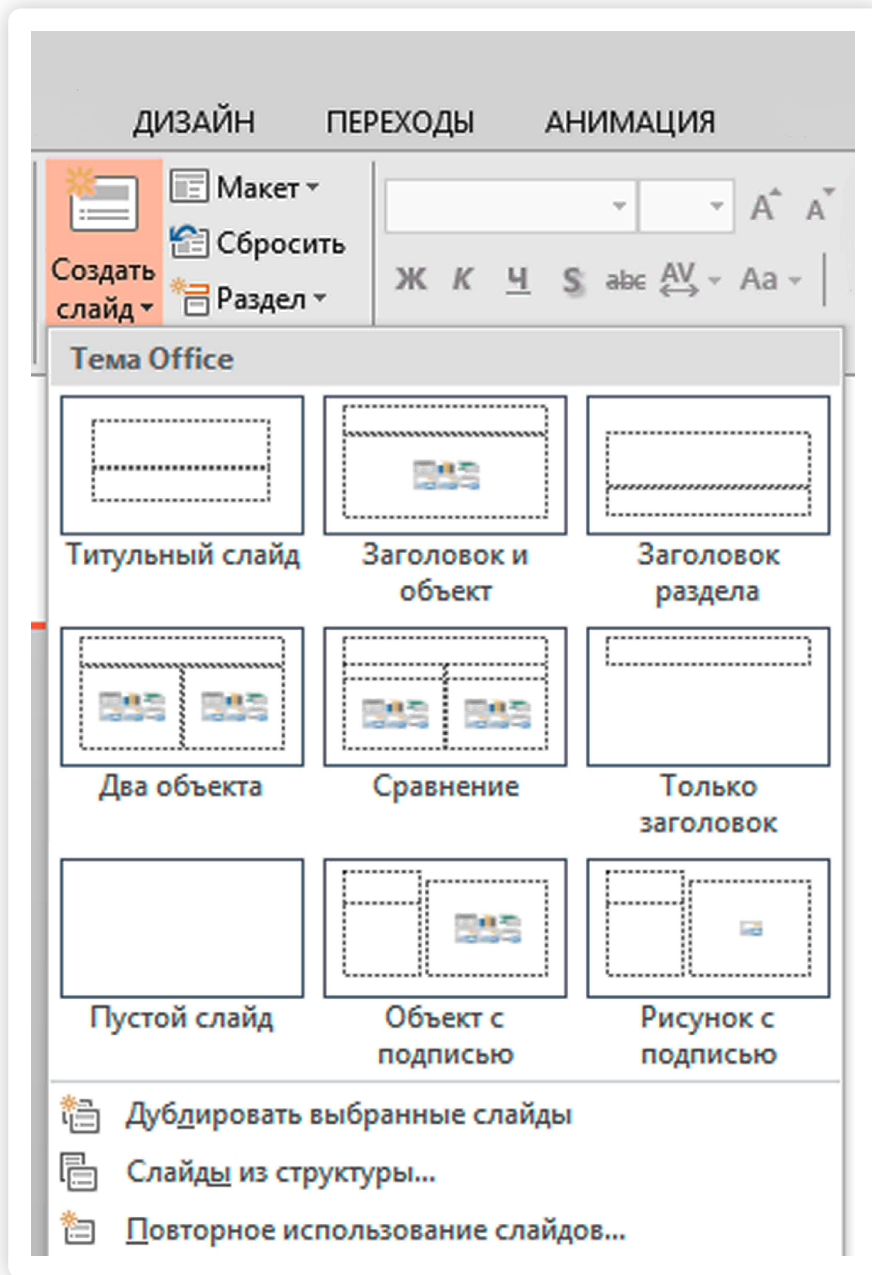 ДИЗАЙН ПЕРЕХОДЫ АНИМАЦИЯ
Создать
слайд
Макет
Сбросить
Раздел
A A
Ж К Ч S abc AV Aa
Тема Office
Титульный слайд
Заголовок и
объект
Заголовок
раздела
Два объекта
Сравнение
Только
заголовок
Пустой слайд
Объект с
подписью
Рисунок с
подписью
Дублировать выбранные слайды
Слайды из структуры...
Повторное использование слайдов...